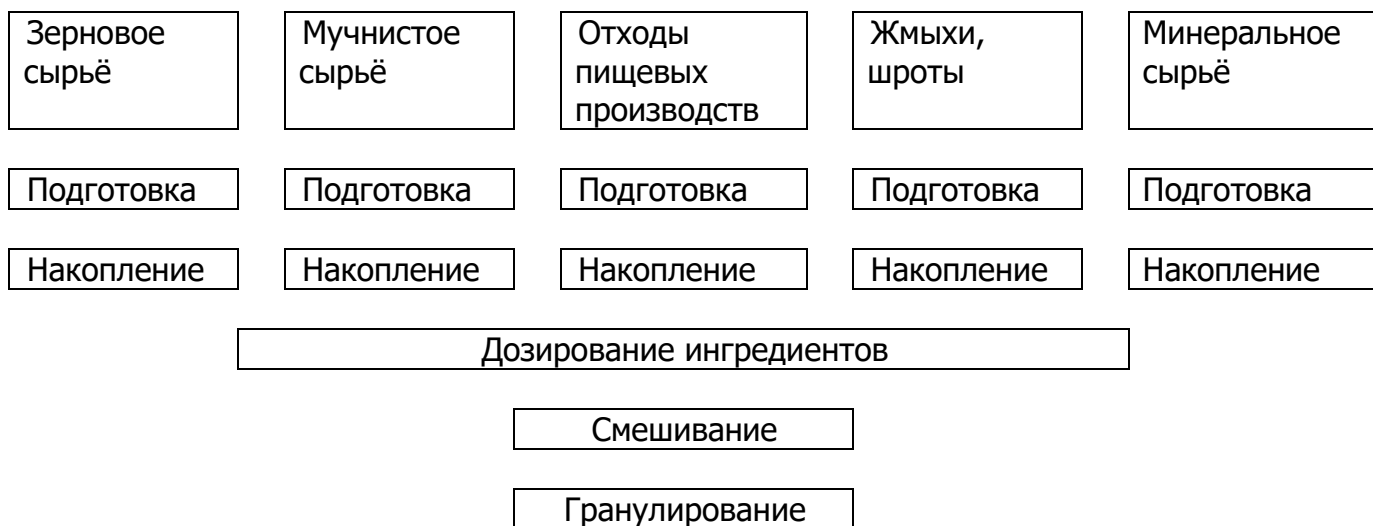 Зерновое сырьё
Мучнистое сырьё
Отходы пищевых производств
Жмыхи, шроты
Минеральное сырьё
Подготовка Подготовка Подготовка Подготовка Подготовка
Накопление Накопление Накопление Накопление Накопление
Дозирование ингредиентов
Смешивание
Гранулирование